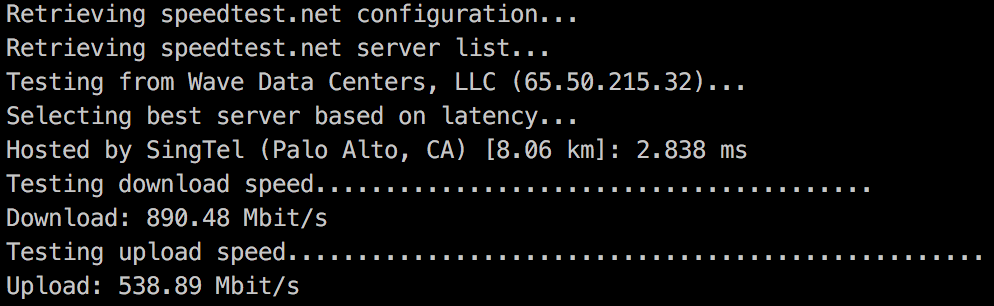 Retrieving speedtest.net configuration...
Retrieving speedtest.net server list...
Testing from Wave Data Centers, LLC (65.50.215.32)...
Selecting best server based on latency...
Hosted by SingTel (Palo Alto, CA) [8.06 km]: 2.838 ms
Testing download speed........................................
Download: 890.48 Mbit/s
Testing upload speed..................................................
Upload: 538.89 Mbit/s